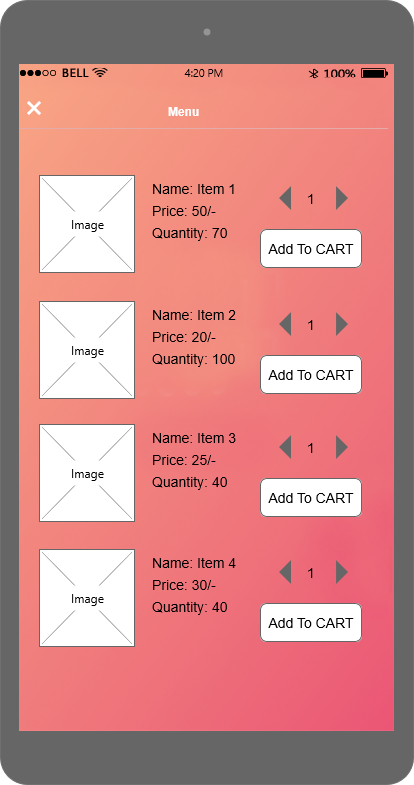 BELL 4:20 PM 100%
Menu
Image
Name: Item 1
Price: 50/-
Quantity: 70
1
Add To CART
Image
Name: Item 2
Price: 20/-
Quantity: 100
1
Add To CART
Image
Name: Item 3
Price: 25/-
Quantity: 40
1
Add To CART
Image
Name: Item 4
Price: 30/-
Quantity: 40
1
Add To CART